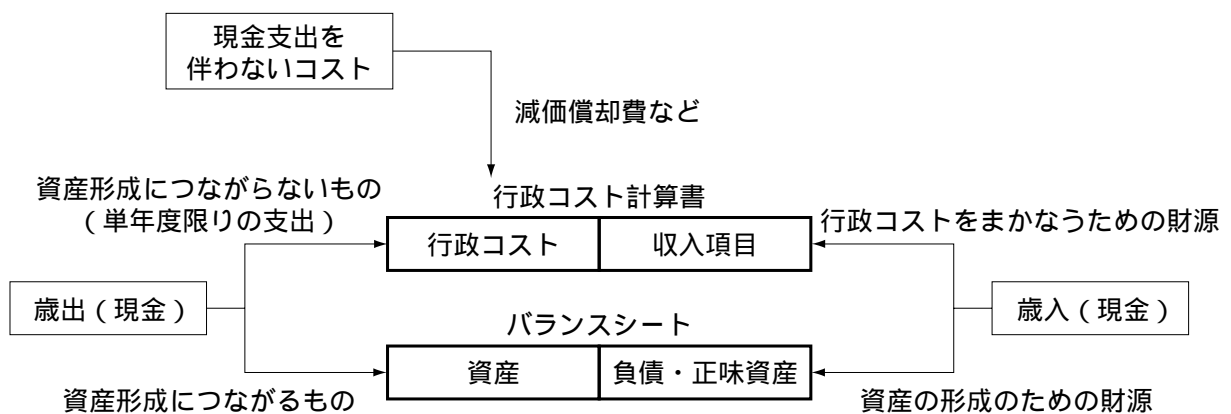 現金支出を
伴わないコスト
減価償却費など
資産形成につながらないもの
(単年度限りの支出)
行政コスト計算書
行政コスト 収入項目
行政コストをまかなうための財源
歳出(現金)
歳入(現金)
バランスシート
資産 負債・正味資産
資産形成につながるもの
資産の形成のための財源